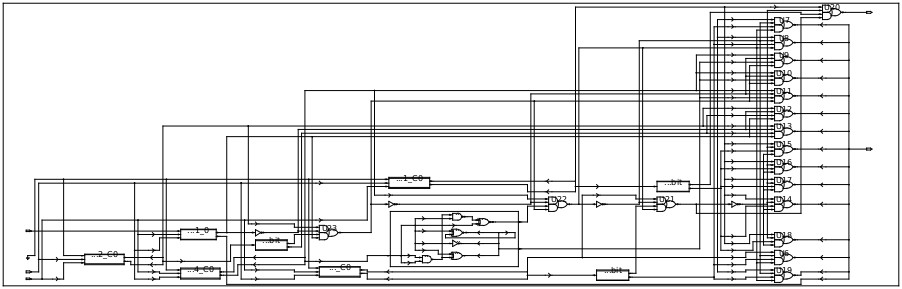 U20
U7
U8
U9
U10
U11
U12
U13
U15
U16
...1_C0
...bit
U17
U22
U21
U14
...1_0
U23
...bit
U18
...2_C0
U6
...4_C0
..._C0
...bit
U19